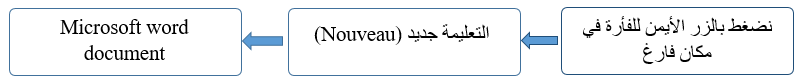 نضغط بالزر الأيمن للفأرة في
مكان فارغ
التعليمة جديد (Nouveau)
Microsoft word
document